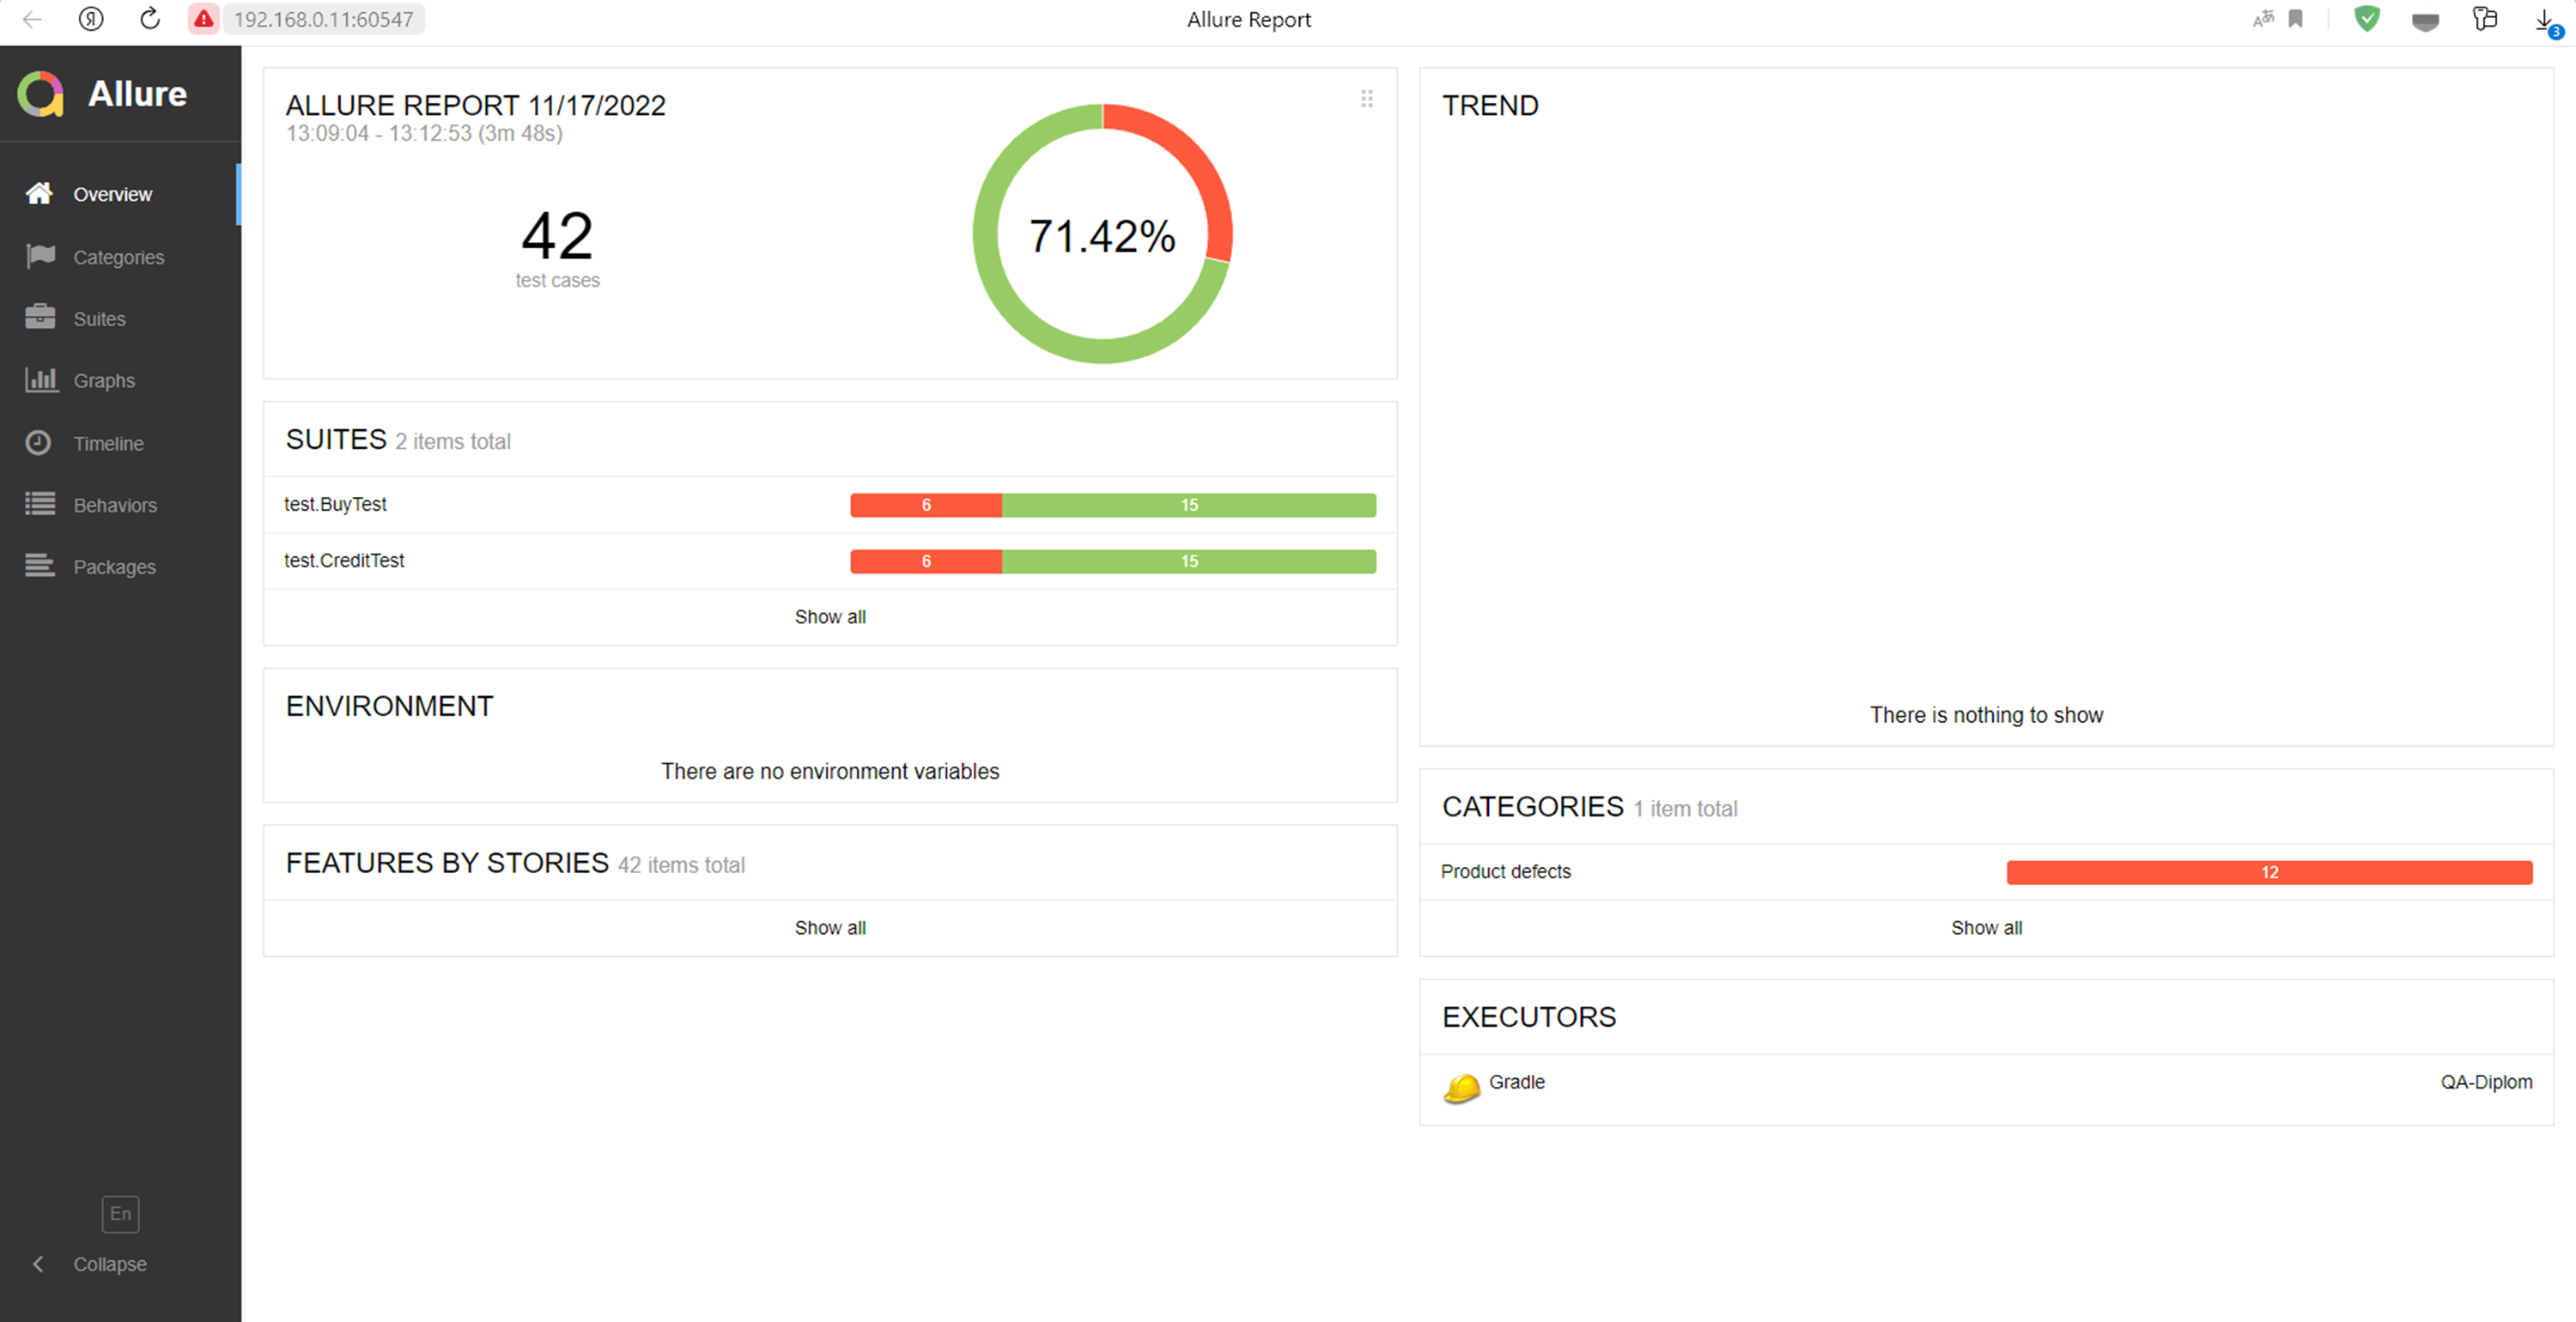 Я
192.168.0.11:60547
Allure Report
3
Allure
Overview
Categories
Suites
Graphs
Timeline
Behaviors
Packages
En
Collapse
ALLURE REPORT 11/17/2022
13:09:04 - 13:12:53 (3m 48s)
42
test cases
71.42%
SUITES 2 items total
test.BuyTest 6 15
test.CreditTest 6 15
Show all
ENVIRONMENT
There are no environment variables
FEATURES BY STORIES 42 items total
Show all
TREND
There is nothing to show
CATEGORIES 1 item total
Product defects 12
Show all
EXECUTORS
Gradle QA-Diplom